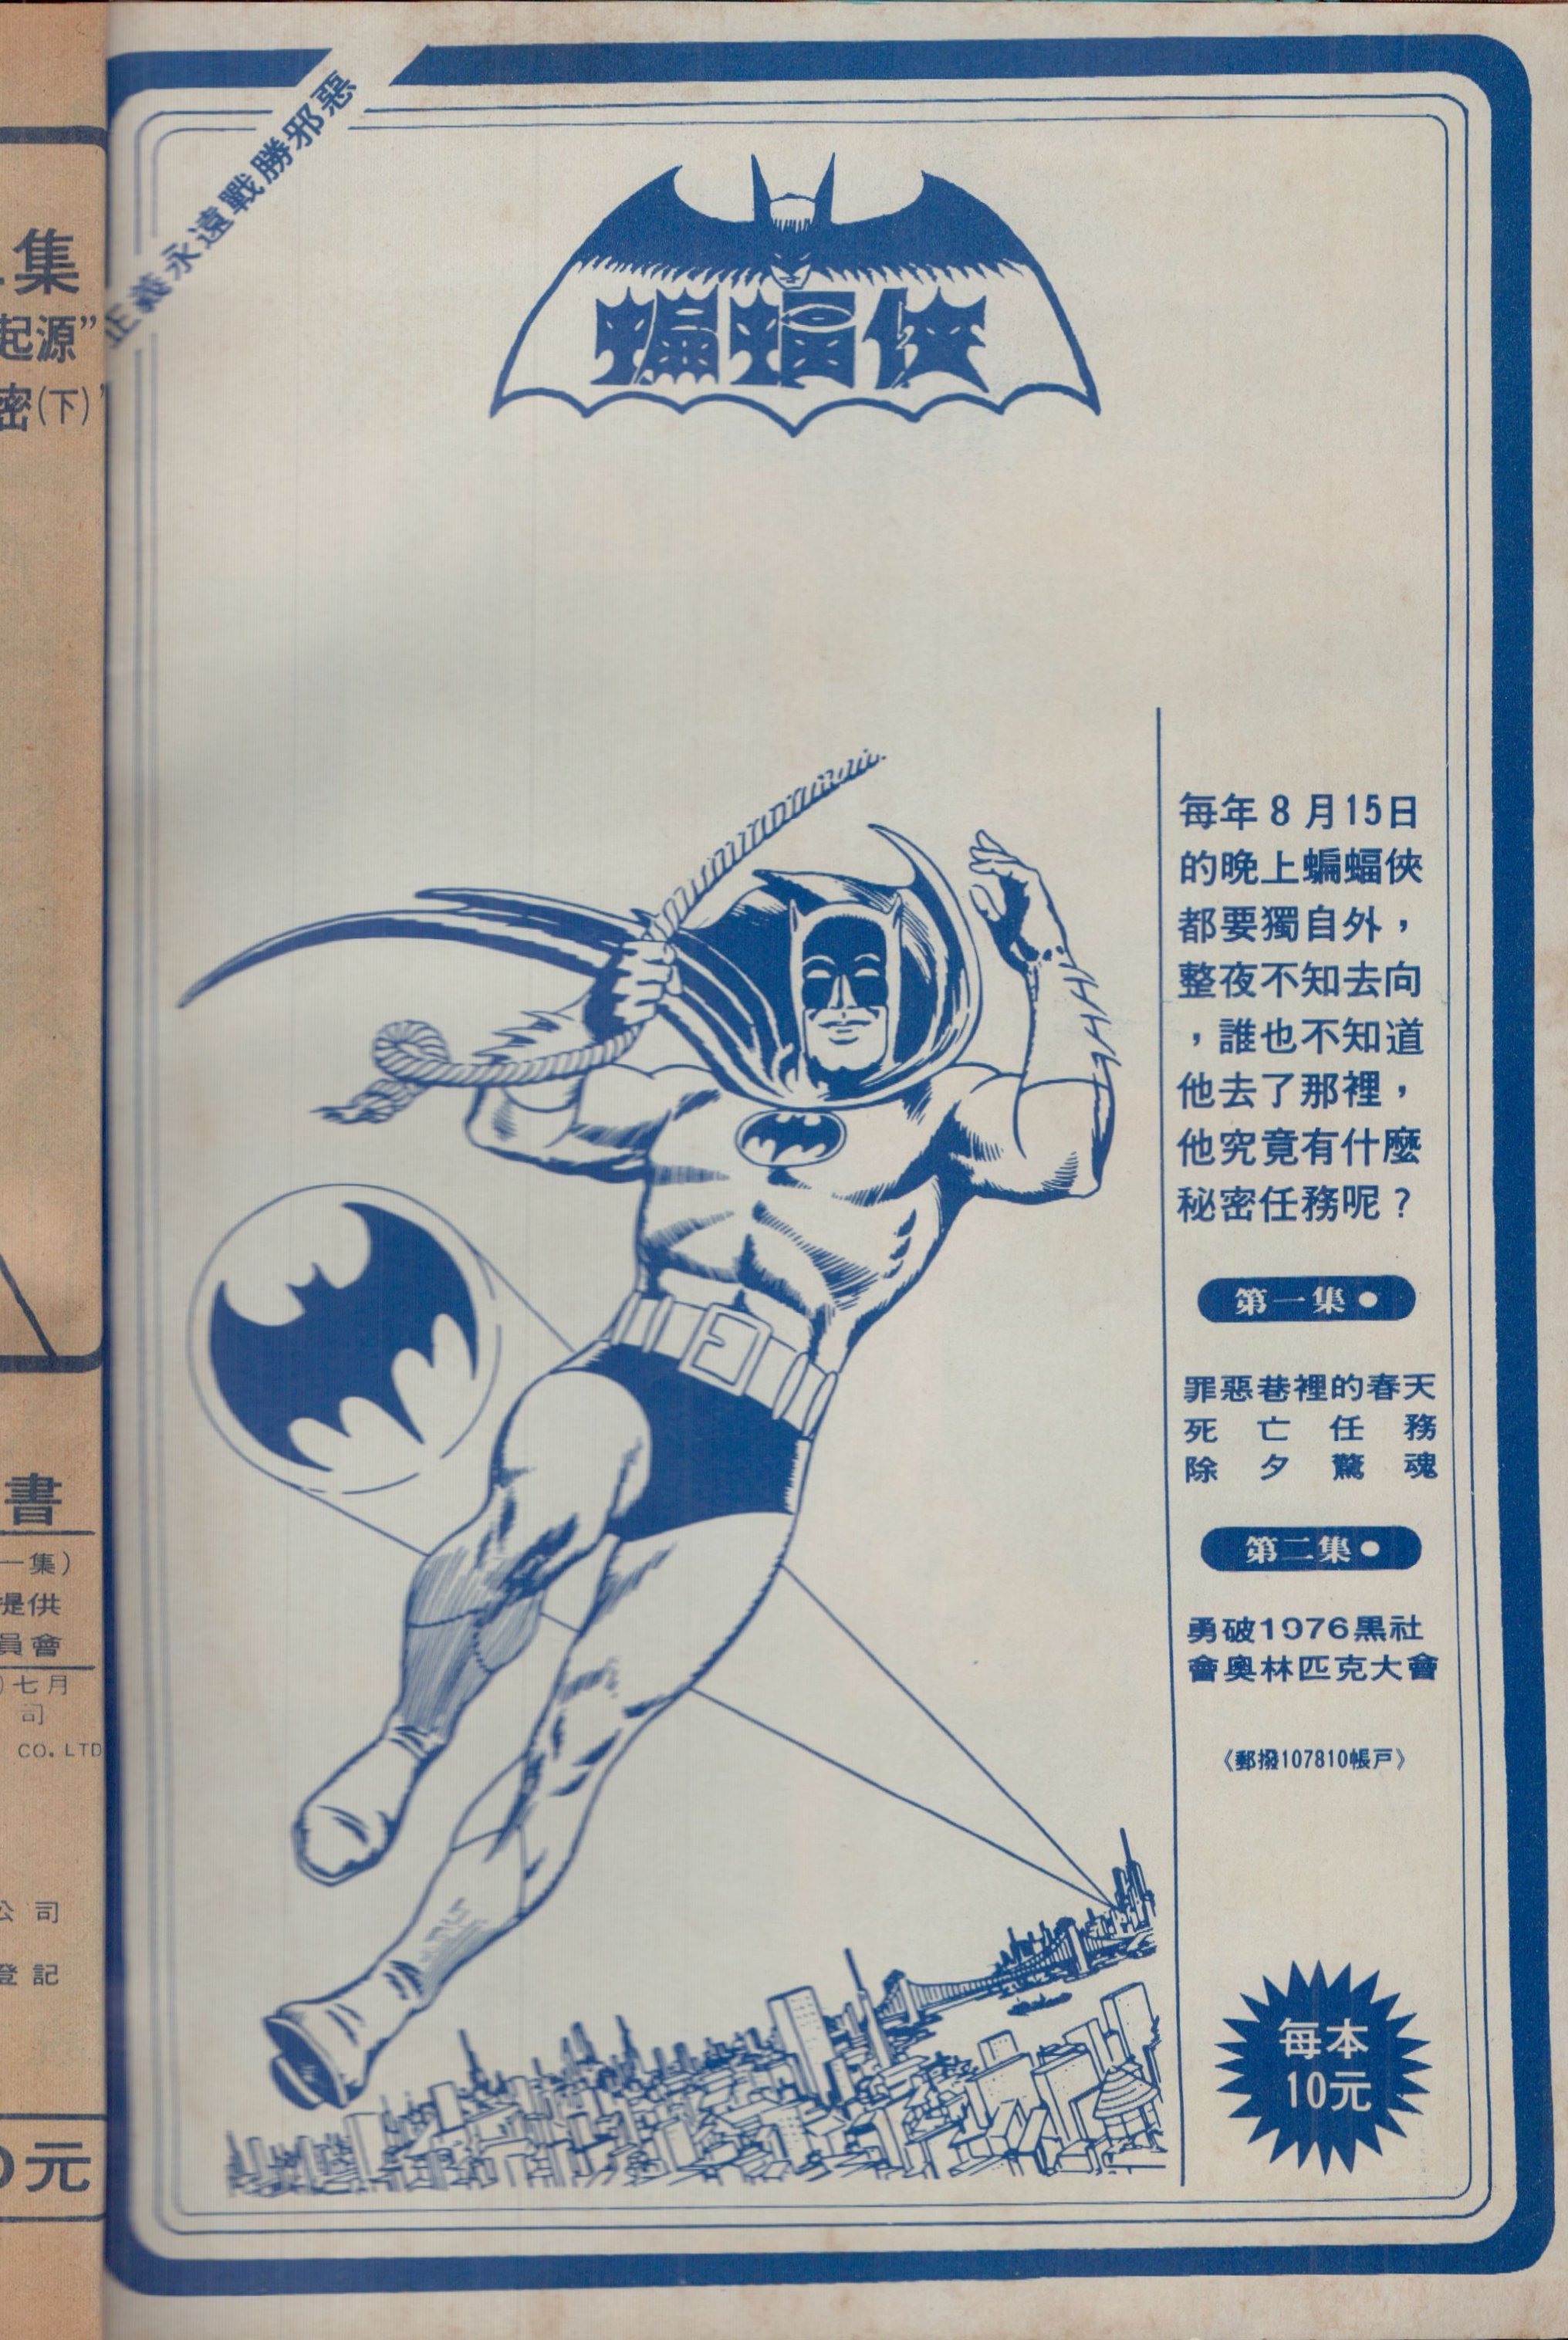 集
起源”
密(下)
書
一集)
提供
員會
七月
司
CO. LTD
公司
登記
0元
正義永遠戰勝邪惡
蝙蝠俠
每年8月15日
的晚上蝙蝠俠
都要獨自外，
整夜不知去向
，誰也不知道
他去了那裡，
他究竟有什麼
秘密任務呢？
第一集●
罪惡巷裡的春天
死亡任務
除夕驚魂
第二集●
勇破1976黑社
會奧林匹克大會
《郵撥107810帳戶》
每本
10元